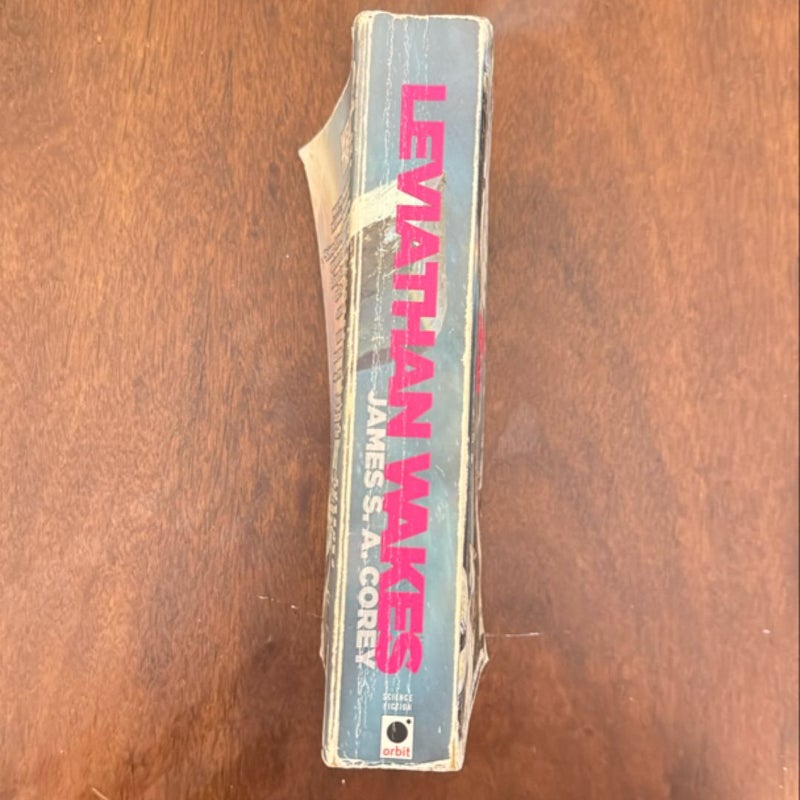 LEVIATHAN WAKES
JAMES S. A. COREY
SCIENCE
FICTION
orbit